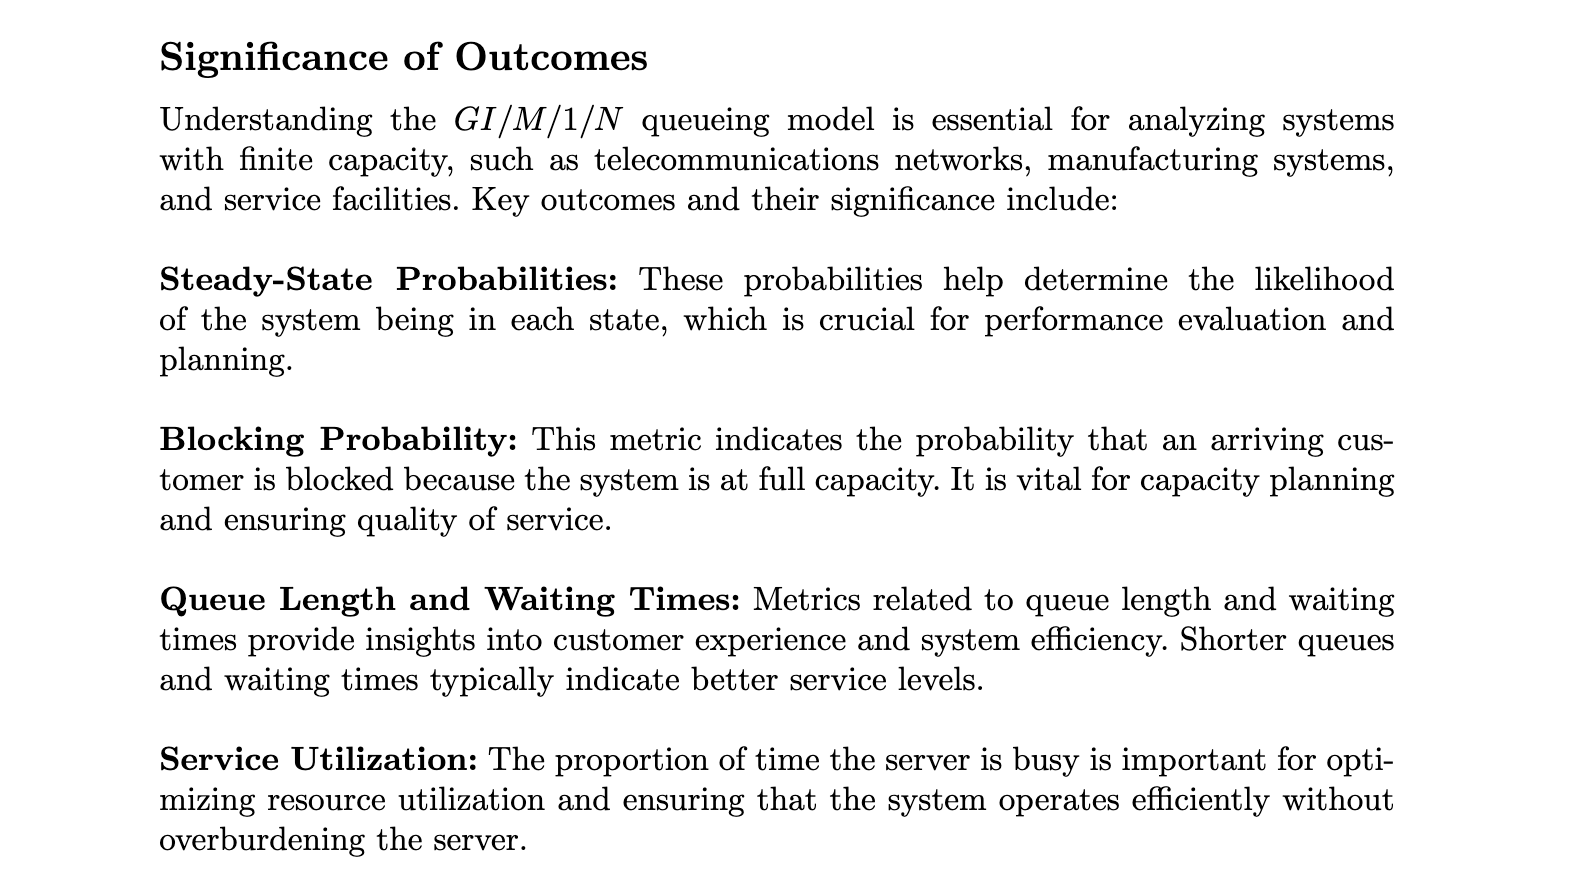 Significance of Outcomes
Understanding the GI/M/1/N queueing model is essential for analyzing systems
with finite capacity, such as telecommunications networks, manufacturing systems,
and service facilities. Key outcomes and their significance include:
Steady-State Probabilities: These probabilities help determine the likelihood
of the system being in each state, which is crucial for performance evaluation and
planning.
Blocking Probability: This metric indicates the probability that an arriving cus-
tomer is blocked because the system is at full capacity. It is vital for capacity planning
and ensuring quality of service.
Queue Length and Waiting Times: Metrics related to queue length and waiting
times provide insights into customer experience and system efficiency. Shorter queues
and waiting times typically indicate better service levels.
Service Utilization: The proportion of time the server is busy is important for opti-
mizing resource utilization and ensuring that the system operates efficiently without
overburdening the server.